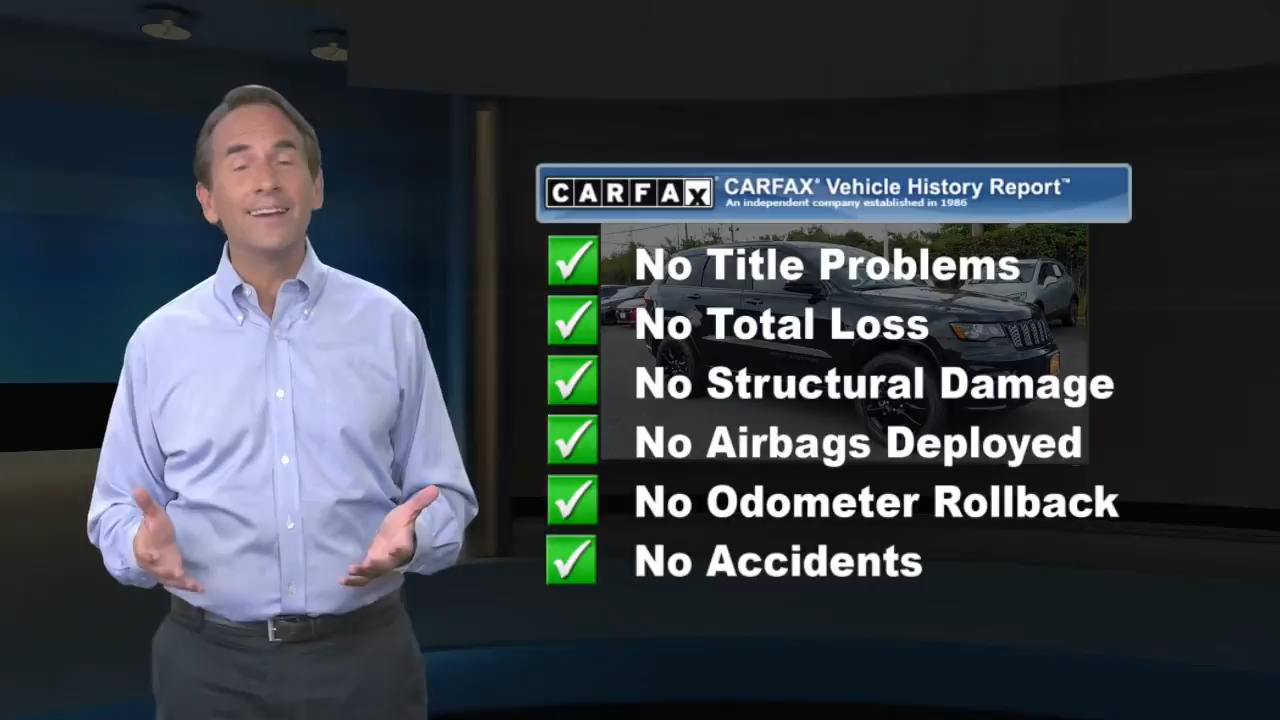 CARFAX®
CARFAX® Vehicle History Report™
An independent company established in 1986
No Title Problems
No Total Loss
No Structural Damage
No Airbags Deployed
No Odometer Rollback
No Accidents